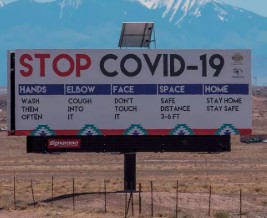 STOP COVID-19
HANDS ELBOW FACE SPACE HOME
WASH COUGH DON'T SAFE STAY HOME
THEM INTO TOUCH DISTANCE STAY SAFE
OFTEN IT IT 3-6 FT